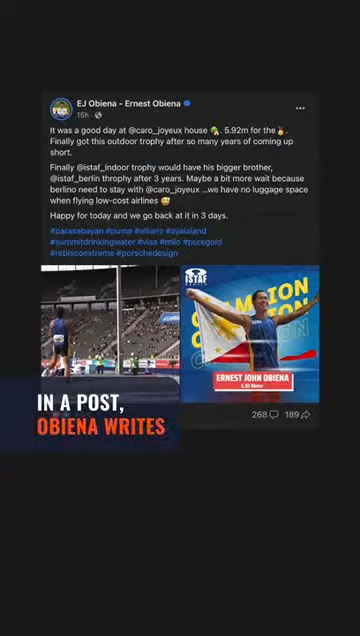 EJ Obiena - Ernest Obiena
15h
It was a good day at @caro_joyeux house 🏟. 5.92m for the 🥇.
Finally got this outdoor trophy after so many years of coming up
short.
Finally @istaf_indoor trophy would have his bigger brother,
@istaf_berlin throphy after 3 years. Maybe a bit more wait because
berlino need to stay with @caro_joyeux ...we have no luggage space
when flying low-cost airlines 😅
Happy for today and we go back at it in 3 days.
#parasabayan #puma #allianz #ayalaland
#summitdrinkingwater #visa #milo #puregold
#rebiscoextreme #porschedesign
ISTAF
BERLIN
CHAMPION
CHAMPION
ERNEST JOHN OBIENA
5,92 Meter
IN A POST,
OBIENA WRITES
268
189